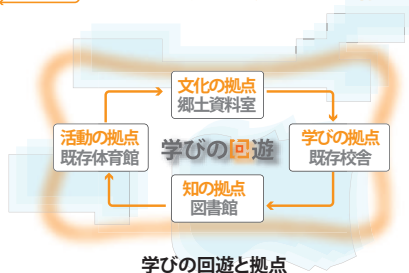 文化の拠点
郷土資料室
活動の拠点
既存体育館
学びの回遊
学びの拠点
既存校舎
知の拠点
図書館
学びの回遊と拠点